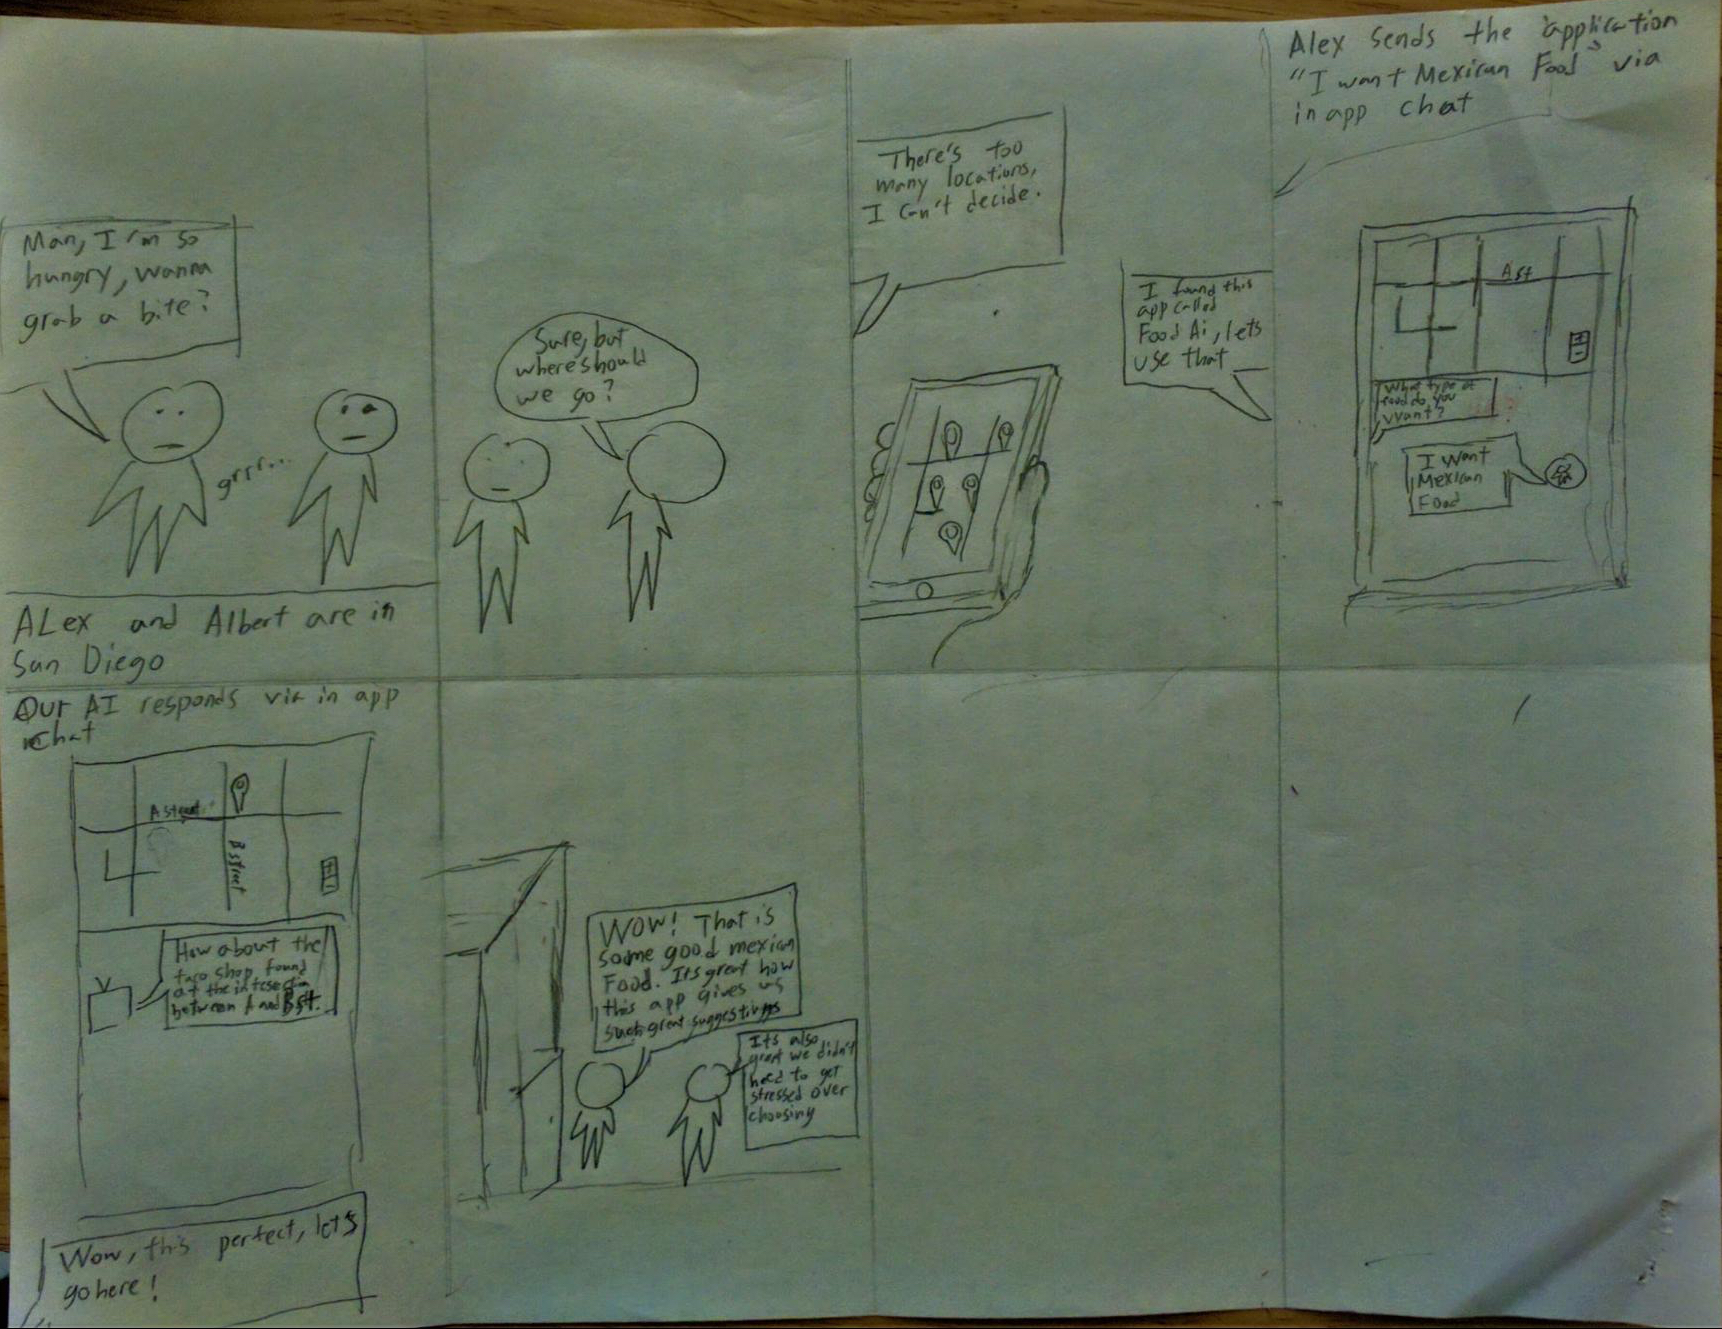 Man, I'm so
hungry, wanna
grab a bite?
grrr...
ALex and Albert are in
San Diego
Sure, but
where should
we go?
There's too
many locations,
I can't decide.
I found this
app called
Food Ai, lets
use that
Alex sends the application
"I want Mexican Food" via
in app chat
A st
What type of
food do you
want?
I want
Mexican
Food
Our AI responds via in app
chat
A street
B street
How about the
taco shop found
at the intesection
between A and B st.
Wow, this perfect, lets
go here!
WOW! That is
some good mexican
Food. Its great how
this app gives us
such great suggestions
Its also
great we didn't
need to get
stressed over
choosing